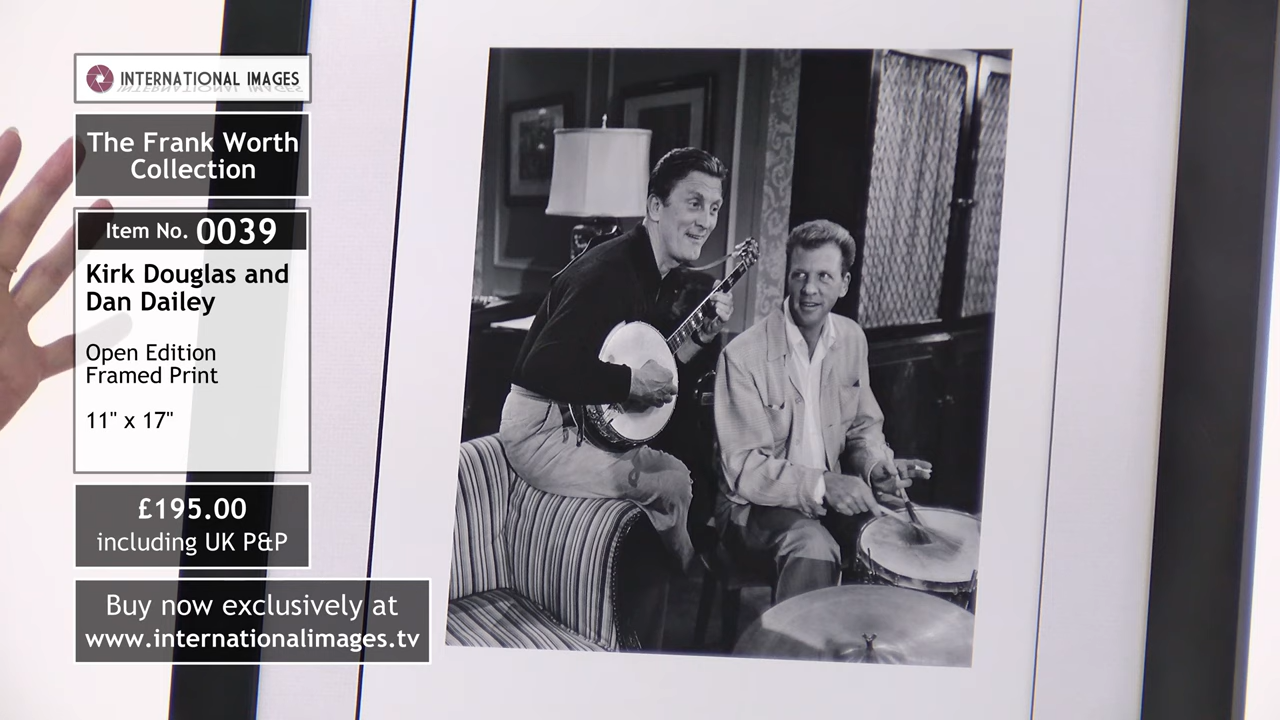 INTERNATIONAL IMAGES
The Frank Worth
Collection
Item No. 0039
Kirk Douglas and
Dan Dailey
Open Edition
Framed Print
11" x 17"
£195.00
including UK P&P
Buy now exclusively at
www.internationalimages.tv